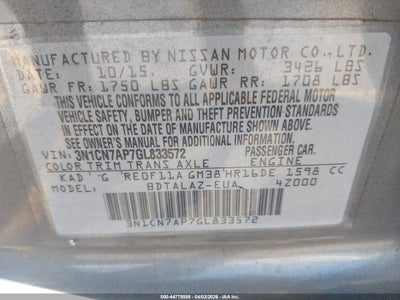 MANUFACTURED BY NISSAN MOTOR CO., LTD.
DATE: 10/15 GVWR: 3426 LBS
GAWR FR: 1750 LBS GAWR RR: 1708 LBS
THIS VEHICLE CONFORMS TO ALL APPLICABLE FEDERAL MOTOR
VEHICLE SAFETY, BUMPER AND THEFT PREVENTION STANDARDS
IN EFFECT ON THE DATE OF MANUFACTURE SHOWN ABOVE.
SEE OWNER'S MANUAL FOR ADDITIONAL INFORMATION.
VIN: 3N1CN7AP7GL833572 PASSENGER CAR
COLOR TRIM TRANS AXLE ENGINE
KAD G RE0F11A GM38 HR16DE 1598 CC
MODEL: BDTALAZ-EUA 4Z000
3N1CN7AP7GL833572
IBW: 44778558 - 04/03/2026 - IAA Inc.